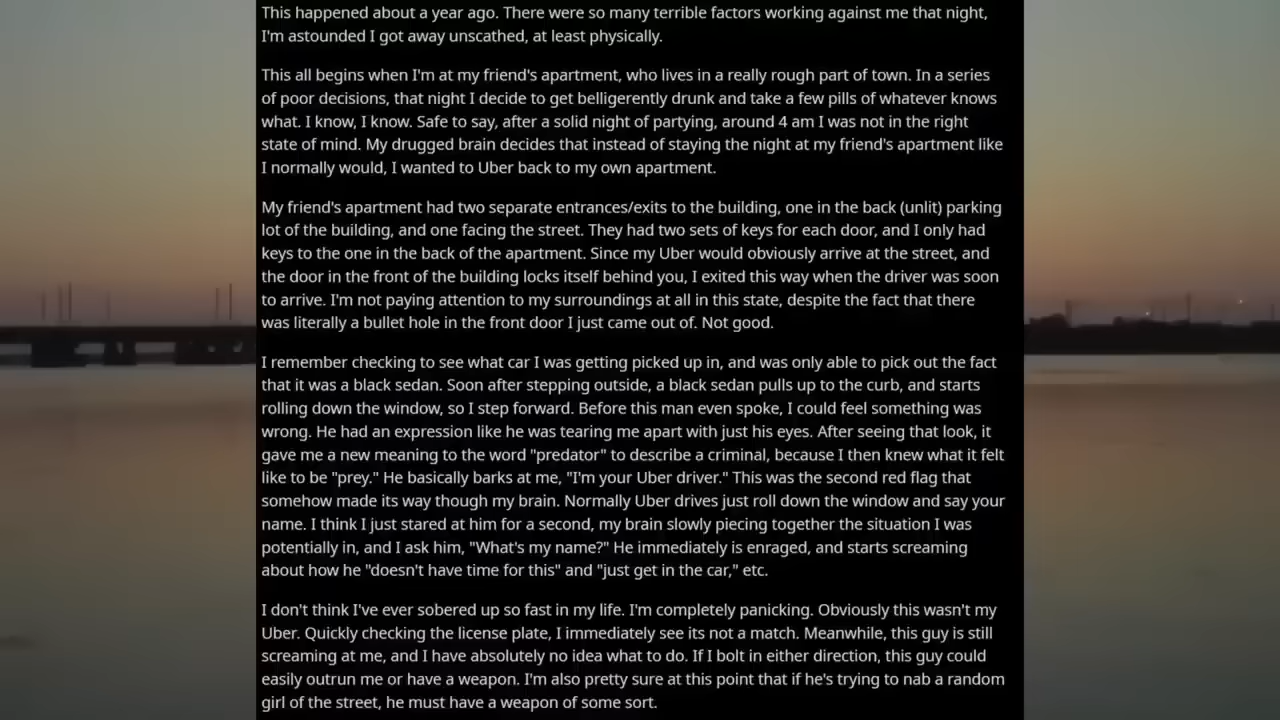 This happened about a year ago. There were so many terrible factors working against me that night,
I'm astounded I got away unscathed, at least physically.
This all begins when I'm at my friend's apartment, who lives in a really rough part of town. In a series
of poor decisions, that night I decide to get belligerently drunk and take a few pills of whatever knows
what. I know, I know. Safe to say, after a solid night of partying, around 4 am I was not in the right
state of mind. My drugged brain decides that instead of staying the night at my friend's apartment like
I normally would, I wanted to Uber back to my own apartment.
My friend's apartment had two separate entrances/exits to the building, one in the back (unlit) parking
lot of the building, and one facing the street. They had two sets of keys for each door, and I only had
keys to the one in the back of the apartment. Since my Uber would obviously arrive at the street, and
the door in the front of the building locks itself behind you, I exited this way when the driver was soon
to arrive. I'm not paying attention to my surroundings at all in this state, despite the fact that there
was literally a bullet hole in the front door I just came out of. Not good.
I remember checking to see what car I was getting picked up in, and was only able to pick out the fact
that it was a black sedan. Soon after stepping outside, a black sedan pulls up to the curb, and starts
rolling down the window, so I step forward. Before this man even spoke, I could feel something was
wrong. He had an expression like he was tearing me apart with just his eyes. After seeing that look, it
gave me a new meaning to the word "predator" to describe a criminal, because I then knew what it felt
like to be "prey." He basically barks at me, "I'm your Uber driver." This was the second red flag that
somehow made its way though my brain. Normally Uber drives just roll down the window and say your
name. I think I just stared at him for a second, my brain slowly piecing together the situation I was
potentially in, and I ask him, "What's my name?" He immediately is enraged, and starts screaming
about how he "doesn't have time for this" and "just get in the car," etc.
I don't think I've ever sobered up so fast in my life. I'm completely panicking. Obviously this wasn't my
Uber. Quickly checking the license plate, I immediately see its not a match. Meanwhile, this guy is still
screaming at me, and I have absolutely no idea what to do. If I bolt in either direction, this guy could
easily outrun me or have a weapon. I'm also pretty sure at this point that if he's trying to nab a random
girl of the street, he must have a weapon of some sort.